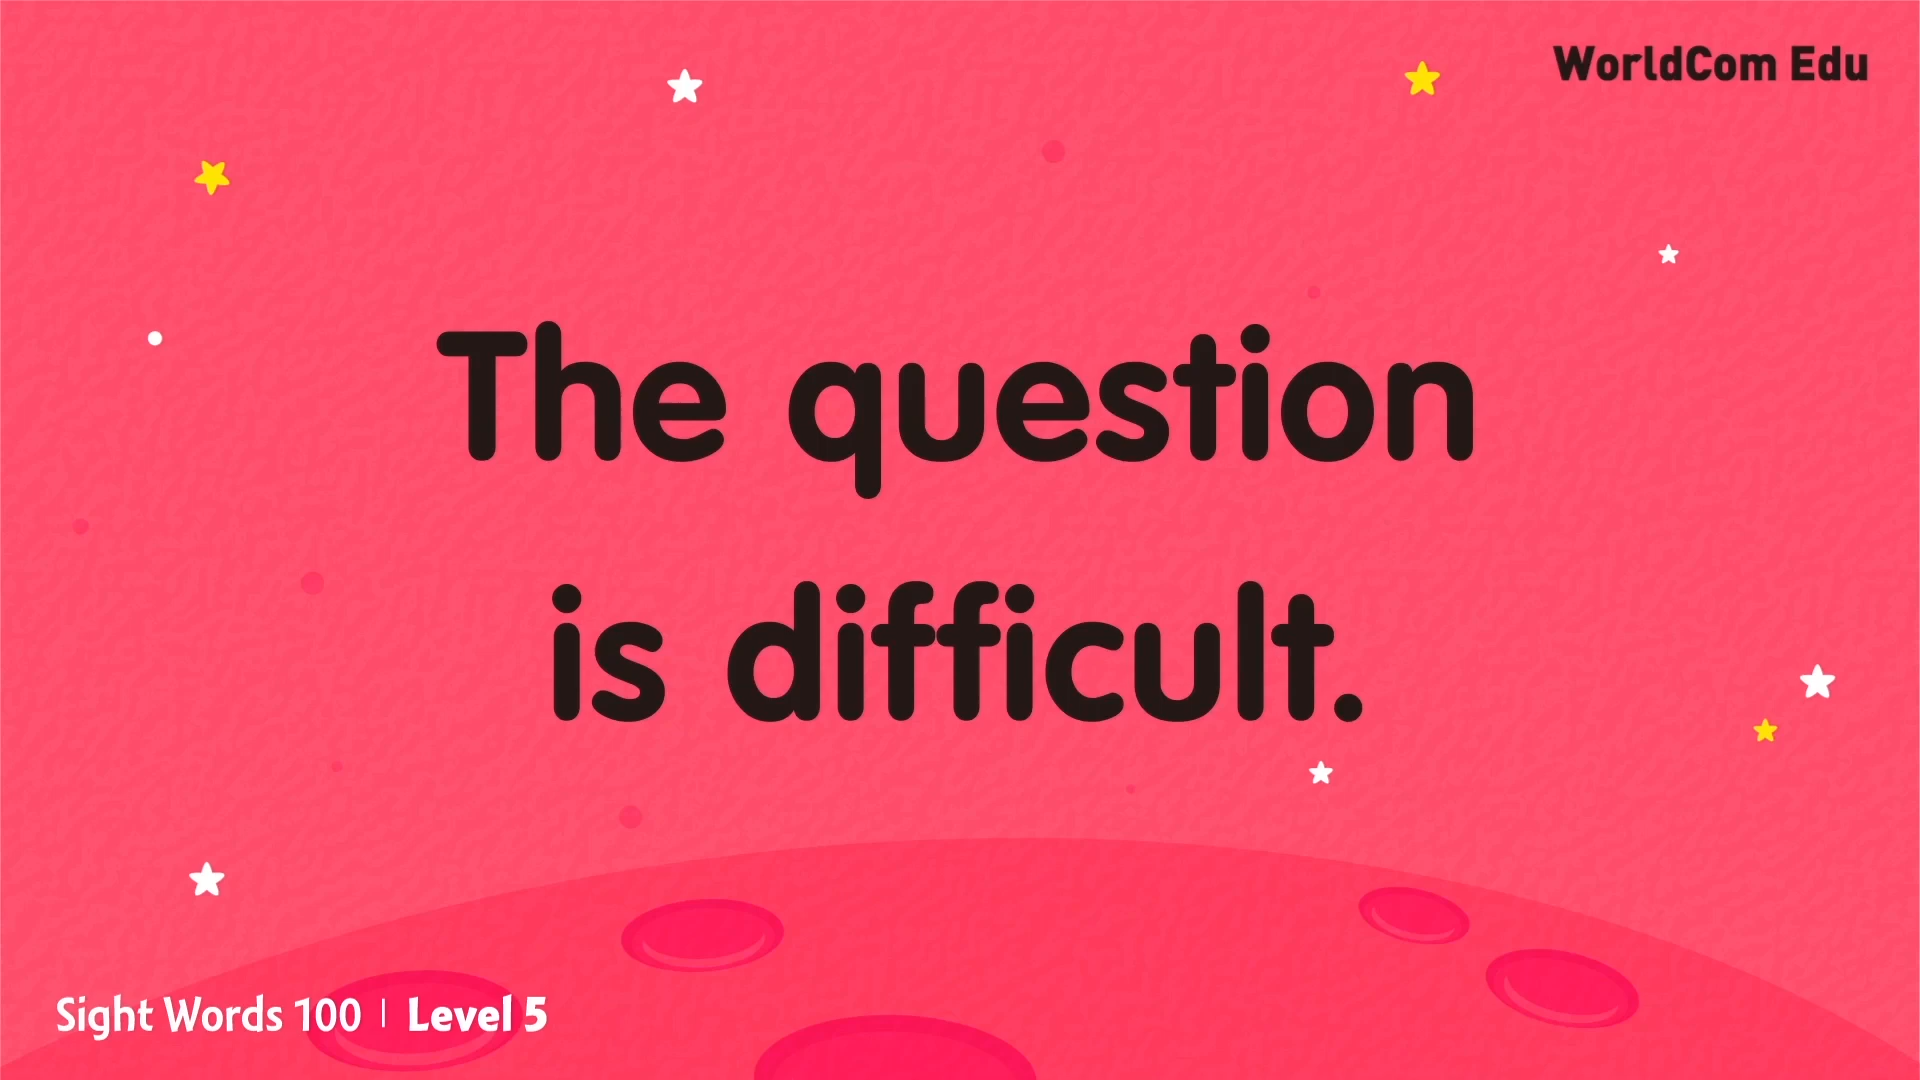 WorldCom Edu
The question
is difficult.
Sight Words 100 | Level 5